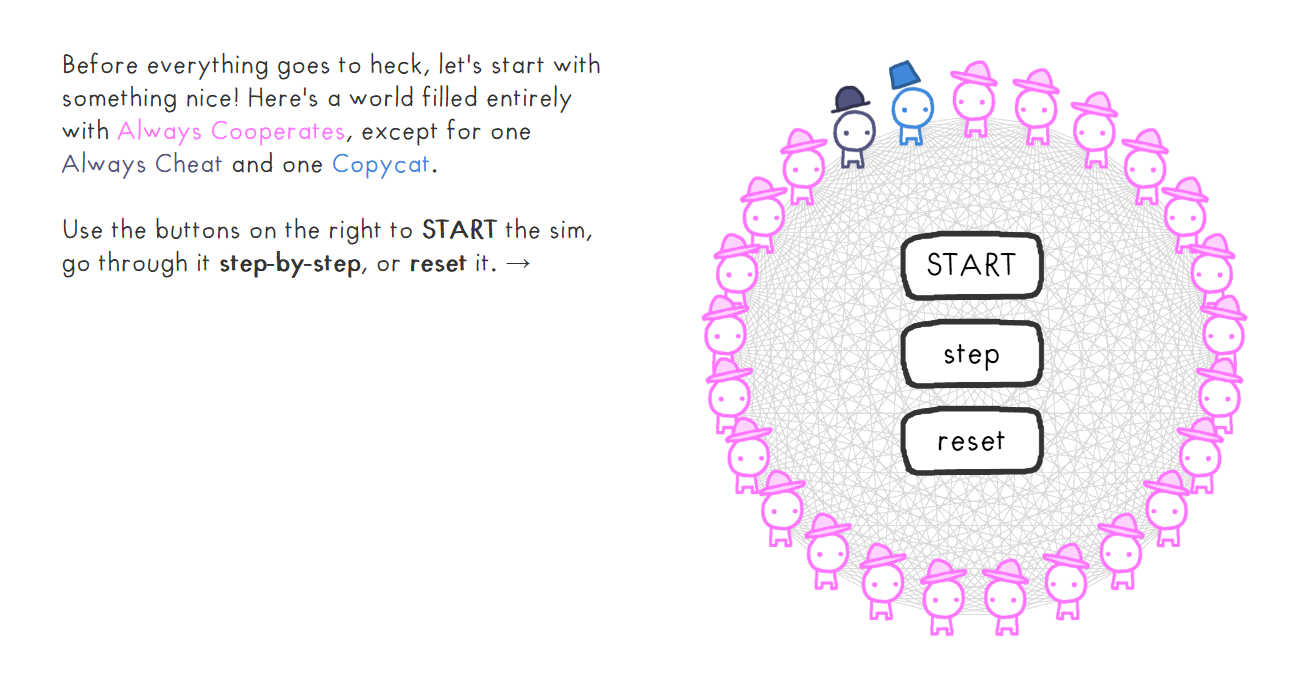 Before everything goes to heck, let's start with
something nice! Here's a world filled entirely
with Always Cooperates, except for one
Always Cheat and one Copycat.
Use the buttons on the right to START the sim,
go through it step-by-step, or reset it. →
START
step
reset